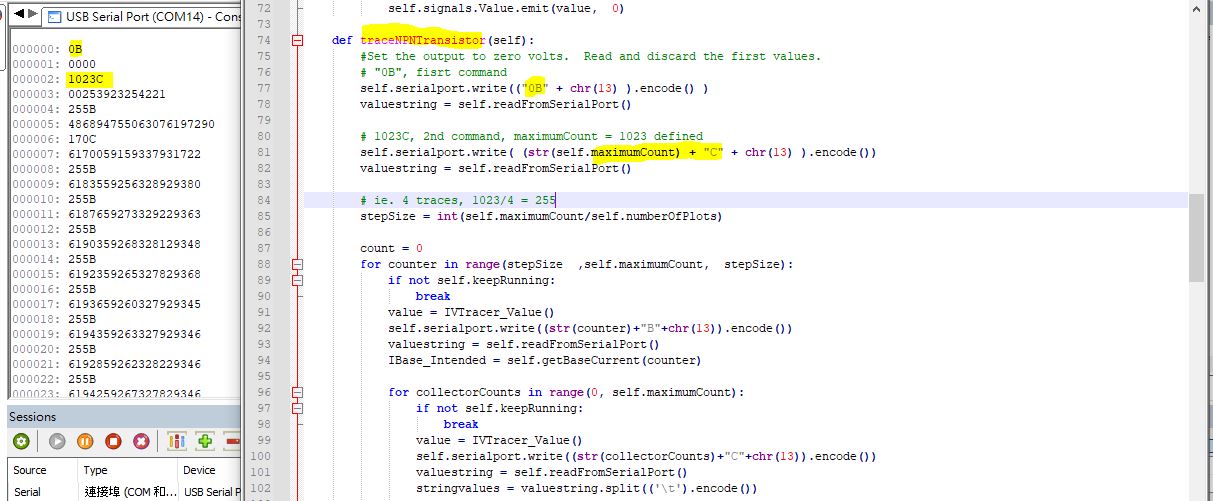 USB Serial Port (COM14) - Cons
000000: 0B
000001: 0000
000002: 1023C
000003: 00253923254221
000004: 255B
000005: 486894755063076197290
000006: 170C
000007: 6170059159337931722
000008: 255B
000009: 6183559256328929380
000010: 255B
000011: 6187659273329229363
000012: 255B
000013: 6190359268328129348
000014: 255B
000015: 6192359265327829368
000016: 255B
000017: 6193659260327929345
000018: 255B
000019: 6194359263327929346
000020: 255B
000021: 6192859262328229346
000022: 255B
000023: 6194259267327829346
Sessions
Source Type Device
Serial 連接埠 (COM 和... USB Serial P
72 self.signals.Value.emit(value, 0)
73
74 def traceNPNTransistor(self):
75 #Set the output to zero volts. Read and discard the first values.
76 # "0B", fisrt command
77 self.serialport.write(("0B" + chr(13) ).encode() )
78 valuestring = self.readFromSerialPort()
79
80 # 1023C, 2nd command, maximumCount = 1023 defined
81 self.serialport.write( (str(self.maximumCount) + "C" + chr(13) ).encode())
82 valuestring = self.readFromSerialPort()
83
84 # ie. 4 traces, 1023/4 = 255
85 stepSize = int(self.maximumCount/self.numberOfPlots)
86
87 count = 0
88 for counter in range(stepSize ,self.maximumCount, stepSize):
89 if not self.keepRunning:
90 break
91 value = IVTracer_Value()
92 self.serialport.write((str(counter)+"B"+chr(13)).encode())
93 valuestring = self.readFromSerialPort()
94 IBase_Intended = self.getBaseCurrent(counter)
95
96 for collectorCounts in range(0, self.maximumCount):
97 if not self.keepRunning:
98 break
99 value = IVTracer_Value()
100 self.serialport.write((str(collectorCounts)+"C"+chr(13)).encode())
101 valuestring = self.readFromSerialPort()
102 stringvalues = valuestring.split(('\t').encode())